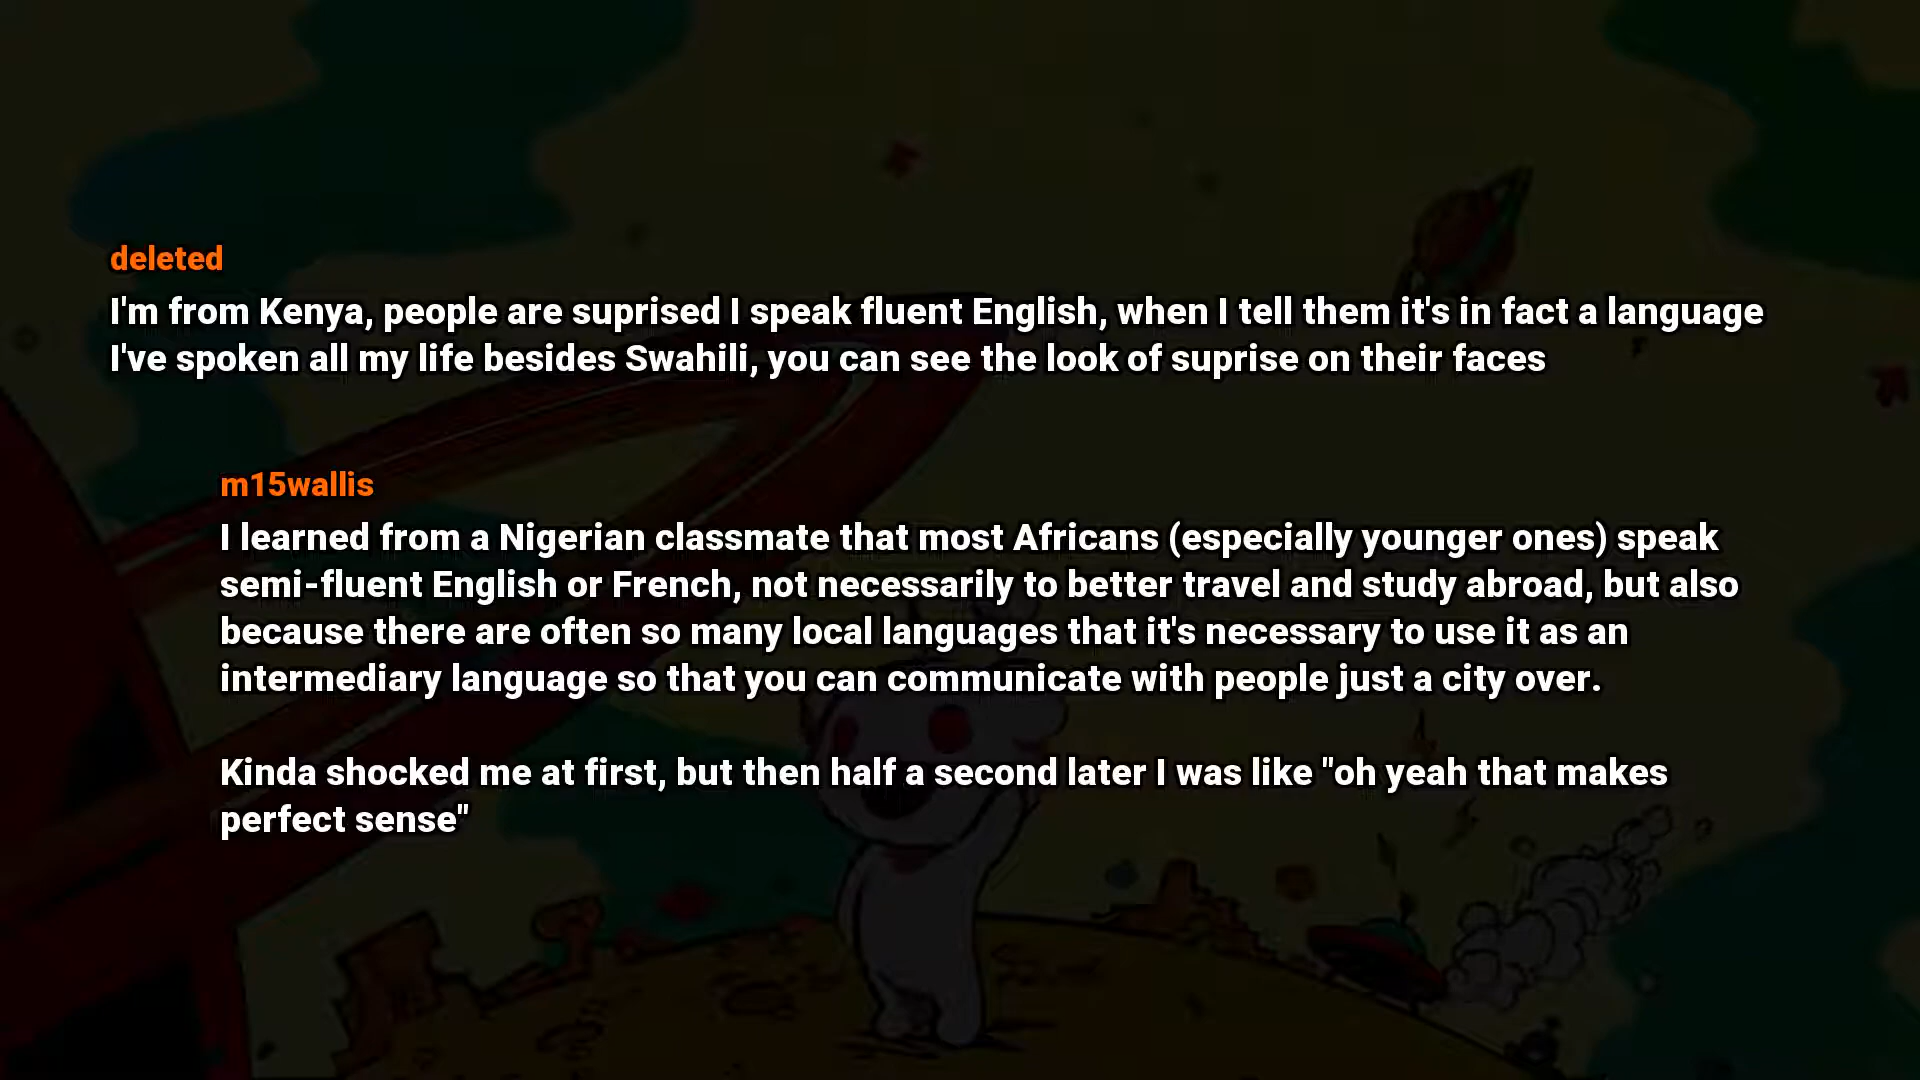 deleted
I'm from Kenya, people are suprised I speak fluent English, when I tell them it's in fact a language
I've spoken all my life besides Swahili, you can see the look of suprise on their faces
m15wallis
I learned from a Nigerian classmate that most Africans (especially younger ones) speak
semi-fluent English or French, not necessarily to better travel and study abroad, but also
because there are often so many local languages that it's necessary to use it as an
intermediary language so that you can communicate with people just a city over.
Kinda shocked me at first, but then half a second later I was like "oh yeah that makes
perfect sense"